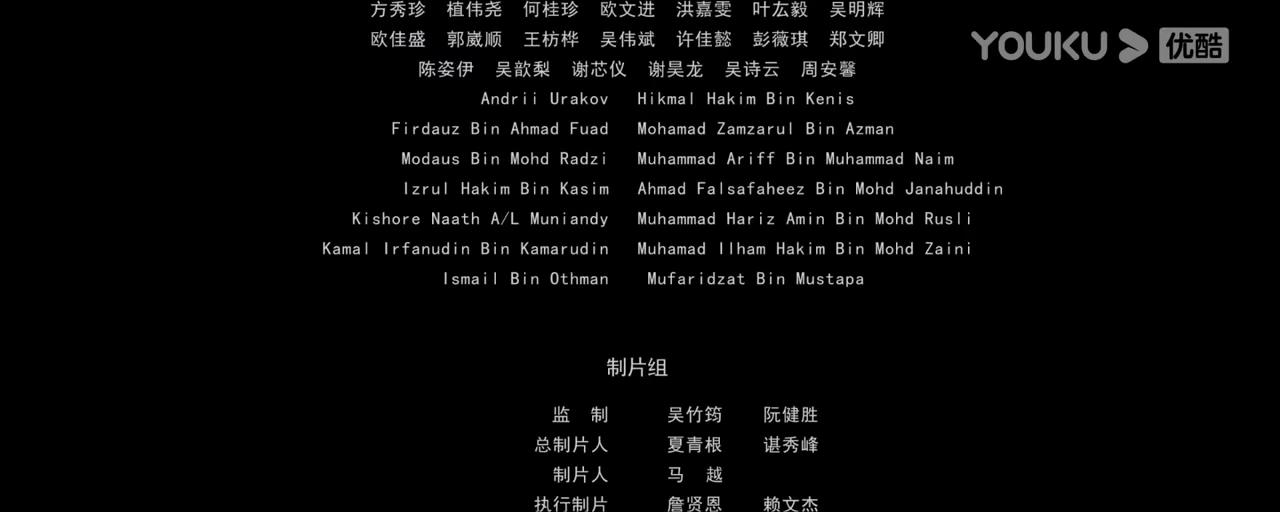 方秀珍 植伟尧 何桂珍 欧文进 洪嘉雯 叶厷毅 吴明辉
YOUKU 优酷
欧佳盛 郭崴顺 王枋桦 吴伟斌 许佳懿 彭薇琪 郑文卿
陈姿伊 吴歆梨 谢芯仪 谢昊龙 吴诗云 周安馨
Andrii Urakov Hikmal Hakim Bin Kenis
Firdauz Bin Ahmad Fuad Mohamad Zamzarul Bin Azman
Modaus Bin Mohd Radzi Muhammad Ariff Bin Muhammad Naim
Izrul Hakim Bin Kasim Ahmad Falsafaheez Bin Mohd Janahuddin
Kishore Naath A/L Muniandy Muhammad Hariz Amin Bin Mohd Rusli
Kamal Irfanudin Bin Kamarudin Muhamad Ilham Hakim Bin Mohd Zaini
Ismail Bin Othman Mufaridzat Bin Mustapa
制片组
监 制 吴竹筠 阮健胜
总制片人 夏青根 谌秀峰
制片人 马 越
执行制片 詹贤恩 赖文杰